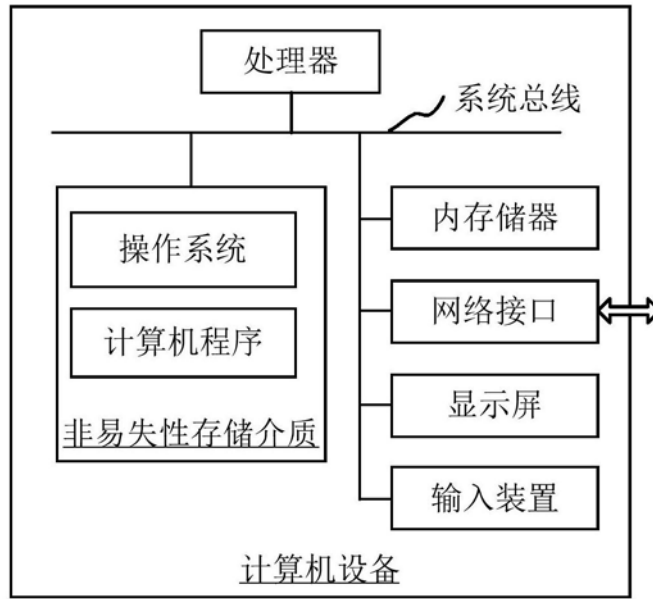 处理器
系统总线
操作系统
计算机程序
非易失性存储介质
内存储器
网络接口
显示屏
输入装置
计算机设备